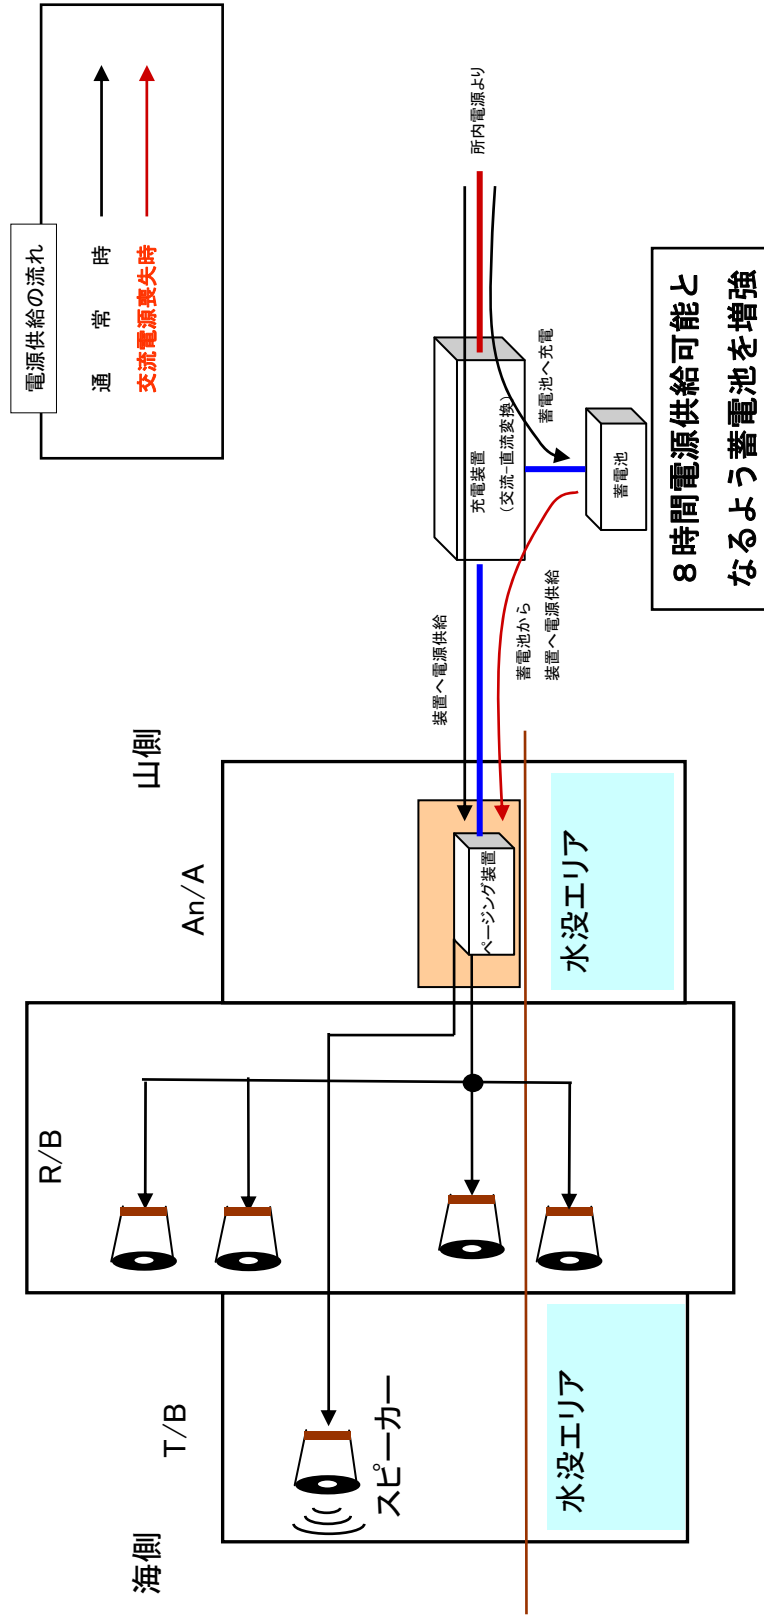 電源供給の流れ
通常時
交流電源喪失時
海側
山側
T/B
R/B
An/A
スピーカー
ページング装置
装置へ電源供給
蓄電池から
装置へ電源供給
充電装置
（交流-直流変換）
蓄電池へ充電
所内電源より
蓄電池
水没エリア
水没エリア
８時間電源供給可能と
なるよう蓄電池を増強